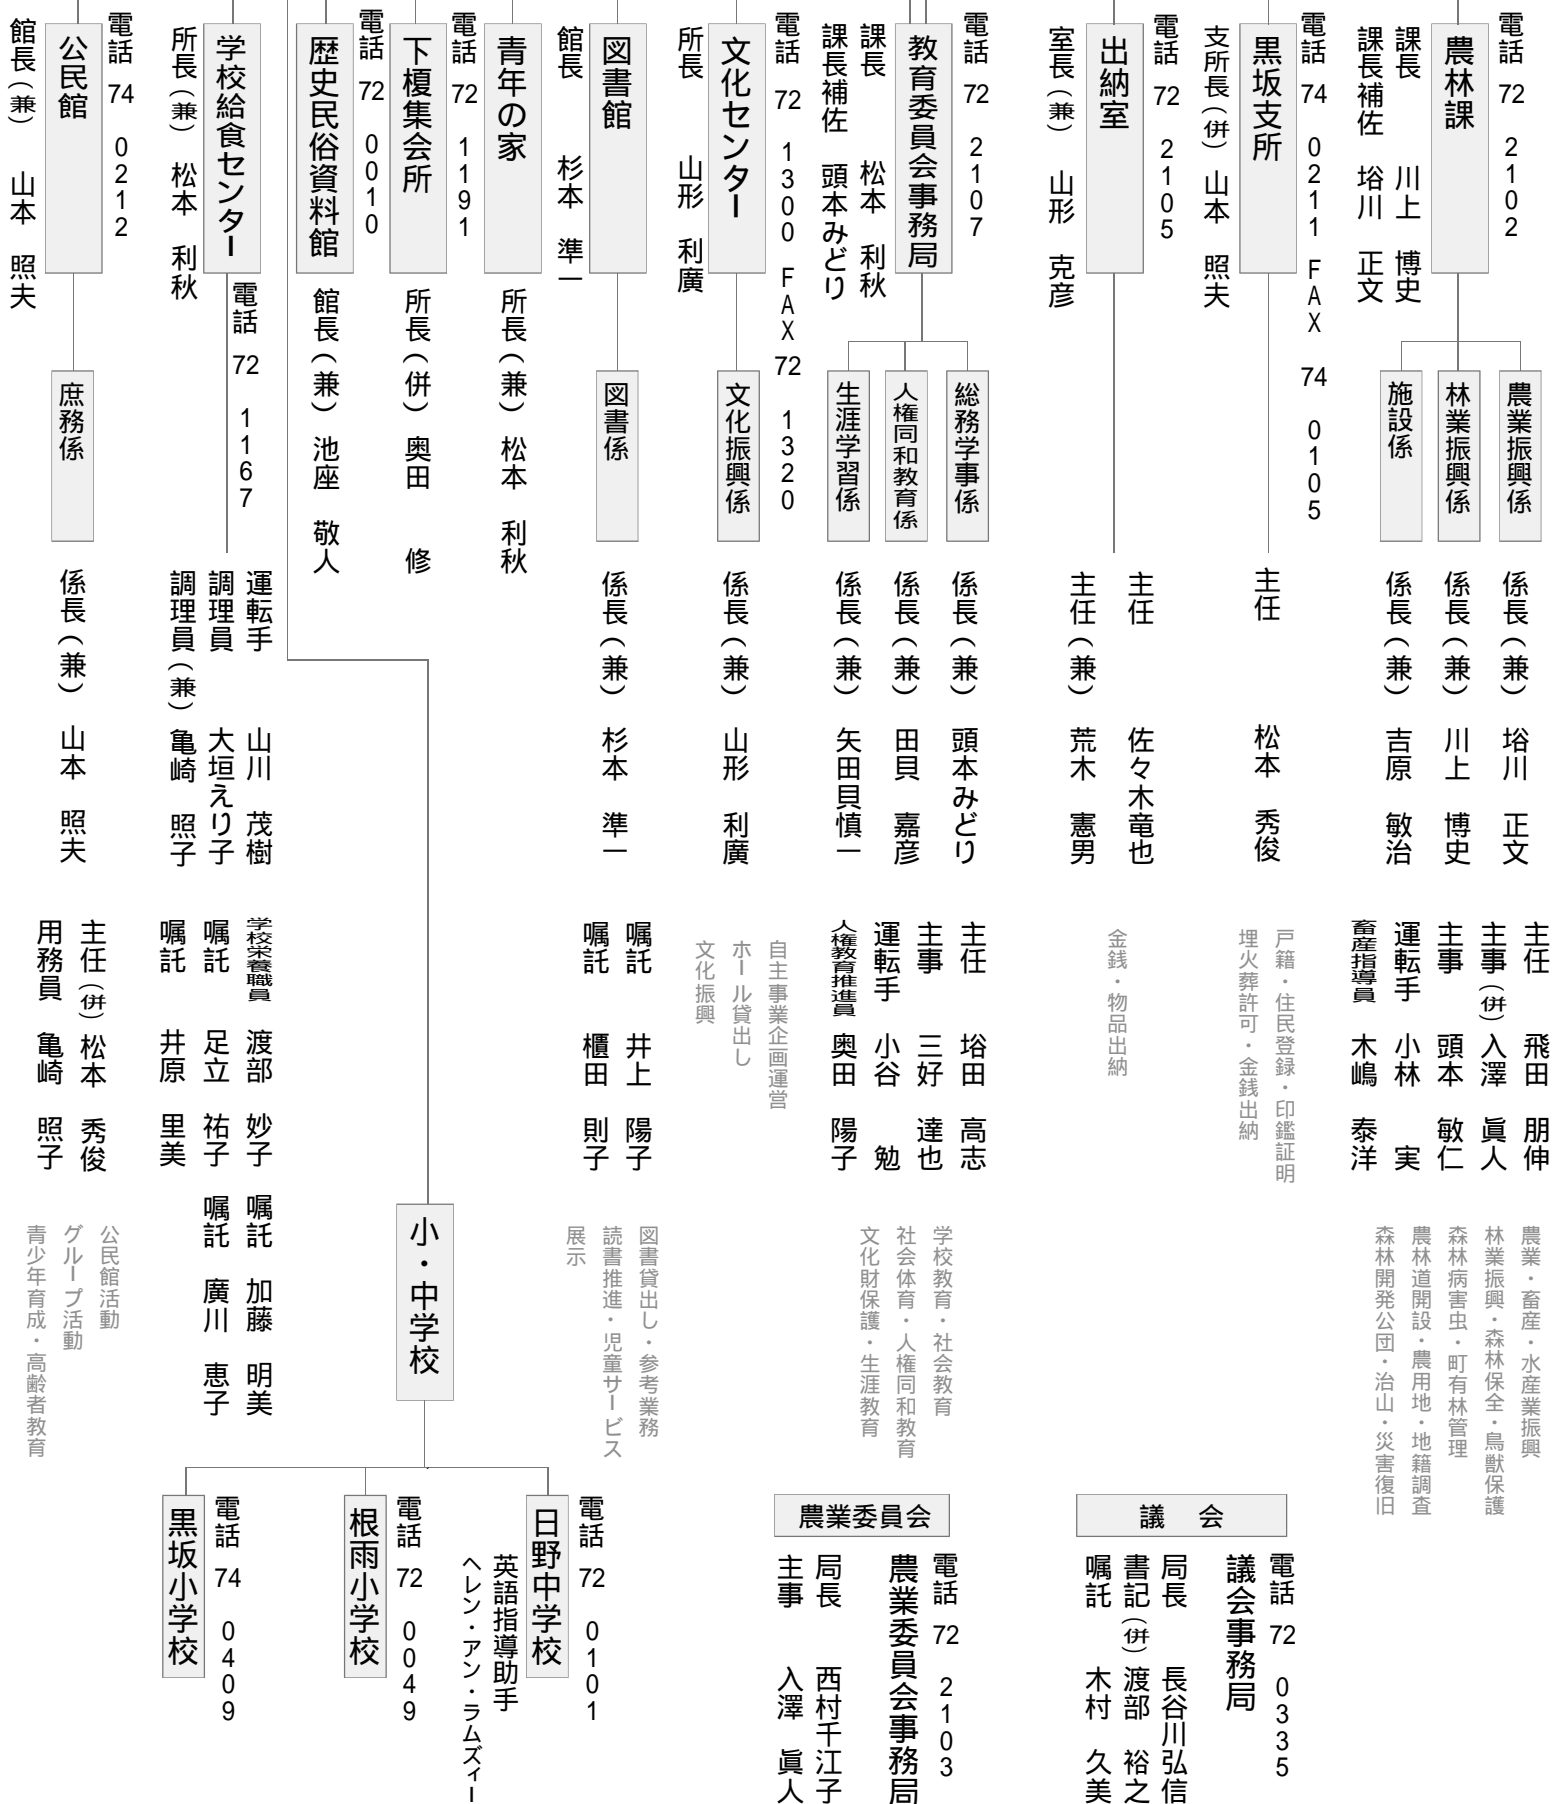 電話 72 2102
農林課
課長 川上 博史
課長補佐 塔川 正文
農業振興係
林業振興係
施設係
係長(兼) 塔川 正文
係長(兼) 川上 博史
係長(兼) 吉原 敏治
主任 飛田 朋伸
主事(併) 入澤 眞人
主事 頭本 敏仁
運転手 小林 実
畜産指導員 木嶋 泰洋
農業・畜産・水産業振興
林業振興・森林保全・鳥獣保護
森林病害虫・町有林管理
農林道開設・農用地・地籍調査
森林開発公団・治山・災害復旧
電話 74 0211 FAX 74 0105
黒坂支所
支所長(併) 山本 照夫
主任 松本 秀俊
戸籍・住民登録・印鑑証明
埋火葬許可・金銭出納
電話 72 2105
出納室
室長(兼) 山形 克彦
主任 佐々木竜也
主任(兼) 荒木 憲男
金銭・物品出納
電話 72 2107
教育委員会事務局
課長 松本 利秋
課長補佐 頭本みどり
総務学事係
人権同和教育係
生涯学習係
係長(兼) 頭本みどり
係長(兼) 田貝 嘉彦
係長(兼) 矢田貝慎一
主任 塔田 高志
主事 三好 達也
運転手 小谷 勉
人権教育推進員 奥田 陽子
学校教育・社会教育
社会体育・人権同和教育
文化財保護・生涯教育
電話 72 1300 FAX 72 1320
文化センター
所長 山形 利廣
文化振興係
係長(兼) 山形 利廣
自主事業企画運営
ホール貸出し
文化振興
図書館
館長 杉本 準一
図書係
係長(兼) 杉本 準一
嘱託 井上 陽子
嘱託 櫃田 則子
図書貸出し・参考業務
読書推進・児童サービス
展示
青年の家
所長(兼) 松本 利秋
電話 72 1191
下榎集会所
所長(併) 奥田 修
電話 72 0010
歴史民俗資料館
館長(兼) 池座 敬人
学校給食センター
電話 72 1167
所長(兼) 松本 利秋
運転手 山川 茂樹
調理員 大垣えり子
調理員(兼) 亀崎 照子
学校栄養職員 渡部 妙子
嘱託 足立 祐子
嘱託 井原 里美
嘱託 加藤 明美
嘱託 廣川 恵子
電話 74 0212
公民館
館長(兼) 山本 照夫
庶務係
係長(兼) 山本 照夫
主任(併) 松本 秀俊
用務員 亀崎 照子
公民館活動
グループ活動
青少年育成・高齢者教育
小・中学校
電話 72 0101
日野中学校
英語指導助手
ヘレン・アン・ラムズィー
電話 72 0049
根雨小学校
電話 74 0409
黒坂小学校
議 会
電話 72 0335
議会事務局
局長 長谷川弘信
書記(併) 渡部 裕之
嘱託 木村 久美
農業委員会
電話 72 2103
農業委員会事務局
局長 西村千江子
主事 入澤 眞人